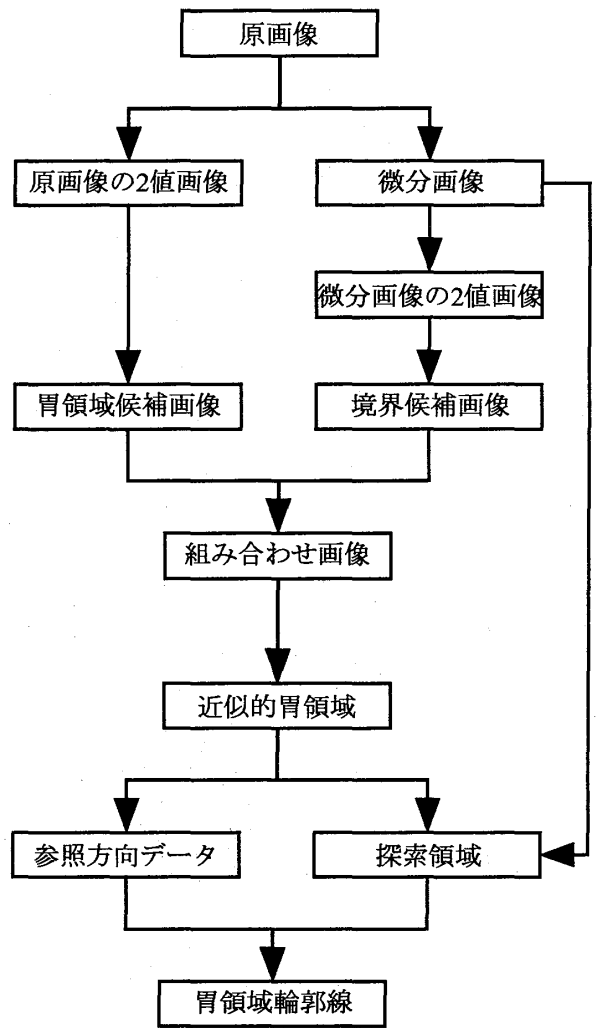 原画像
原画像の2値画像
微分画像
微分画像の2値画像
胃領域候補画像
境界候補画像
組み合わせ画像
近似的胃領域
参照方向データ
探索領域
胃領域輪郭線